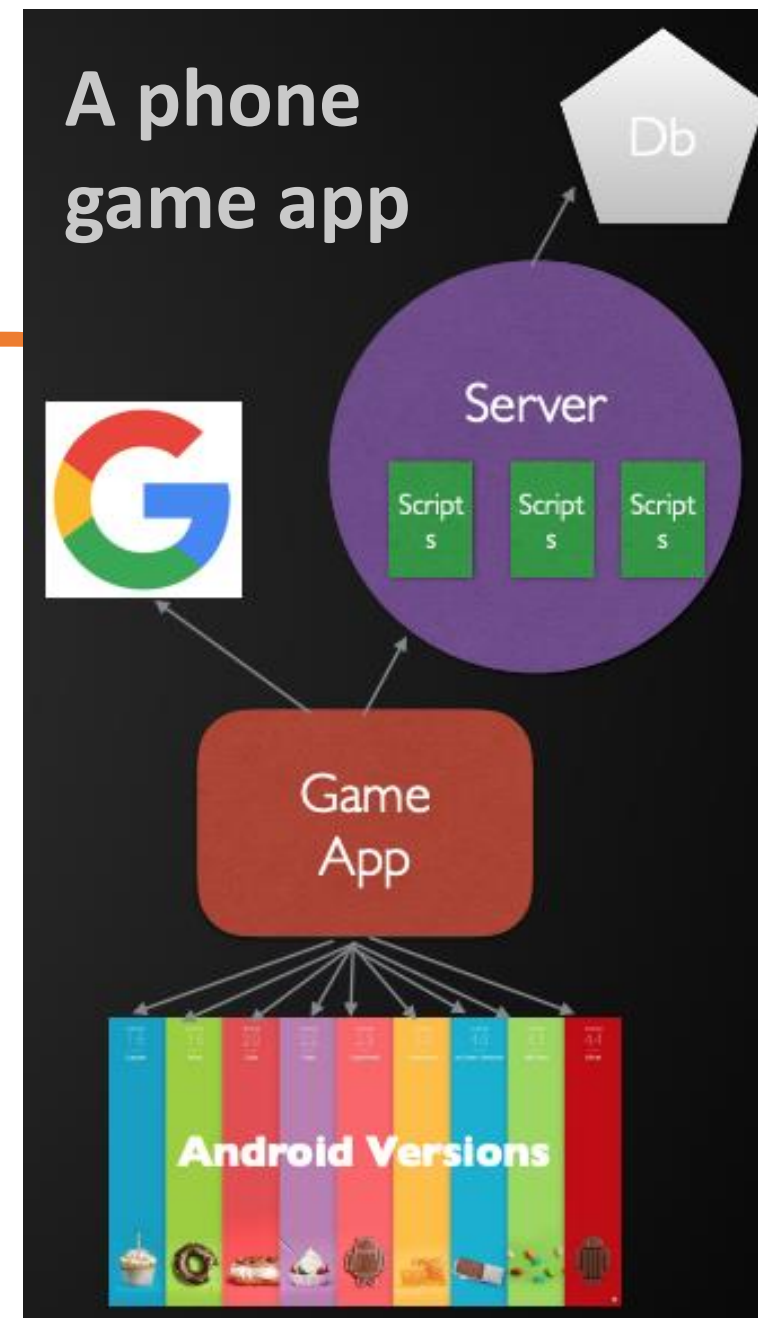 A phone
game app
Db
Server
Script
s
Script
s
Script
s
Game
App
Android Versions